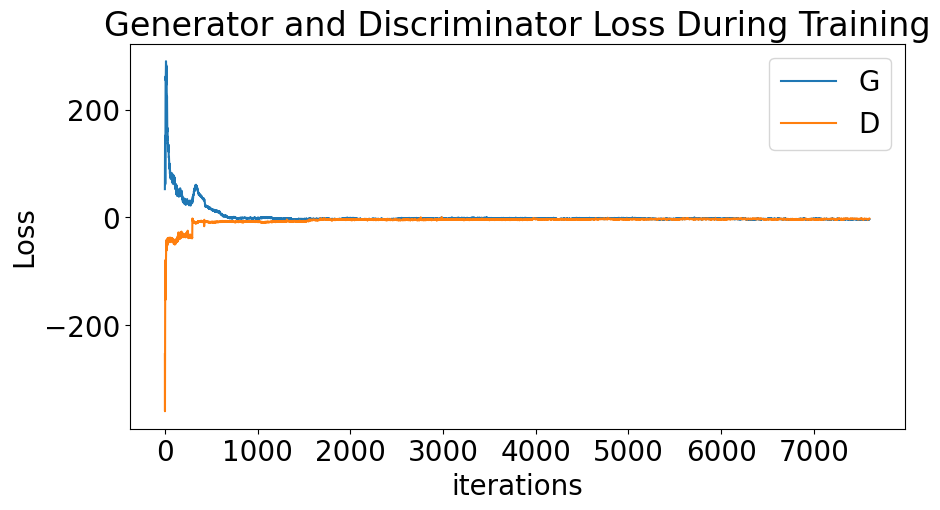 Generator and Discriminator Loss During Training
G
D
200
0
−200
Loss
0 1000 2000 3000 4000 5000 6000 7000
iterations